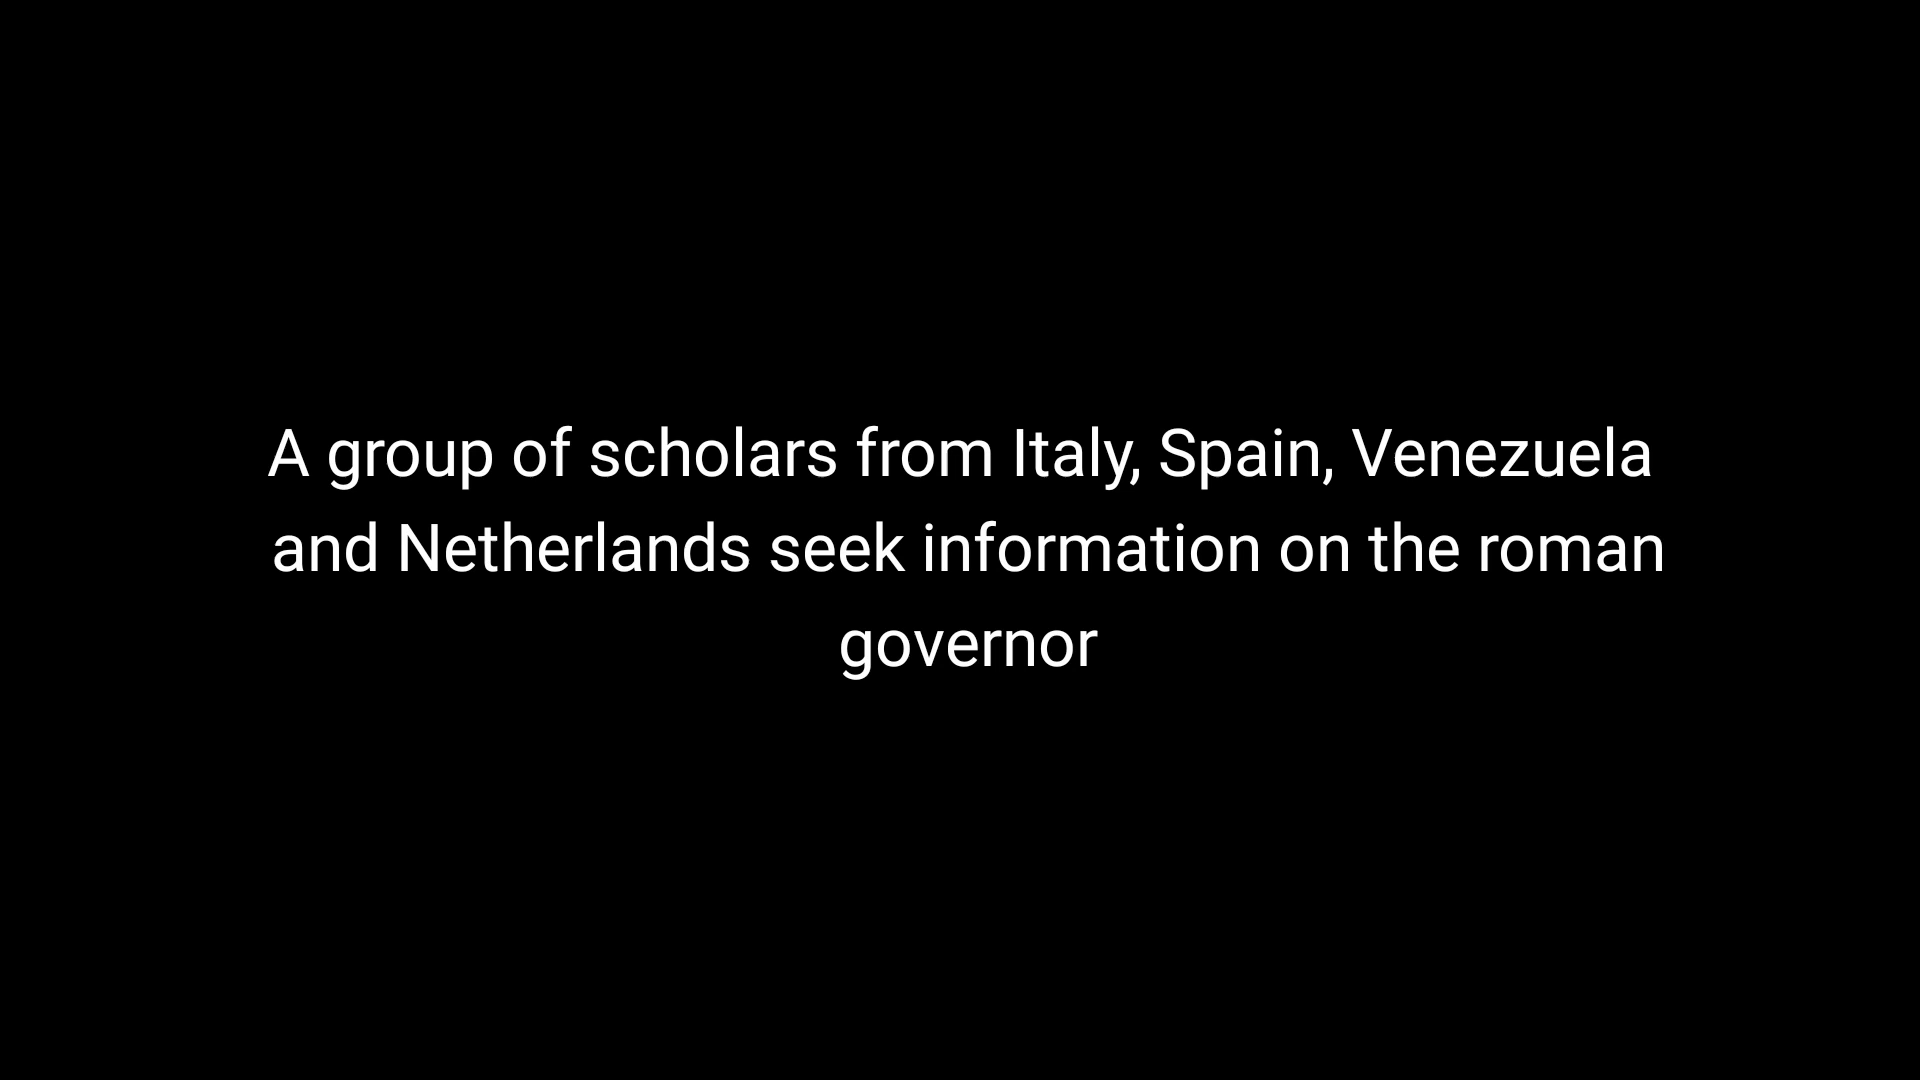 A group of scholars from Italy, Spain, Venezuela
and Netherlands seek information on the roman
governor